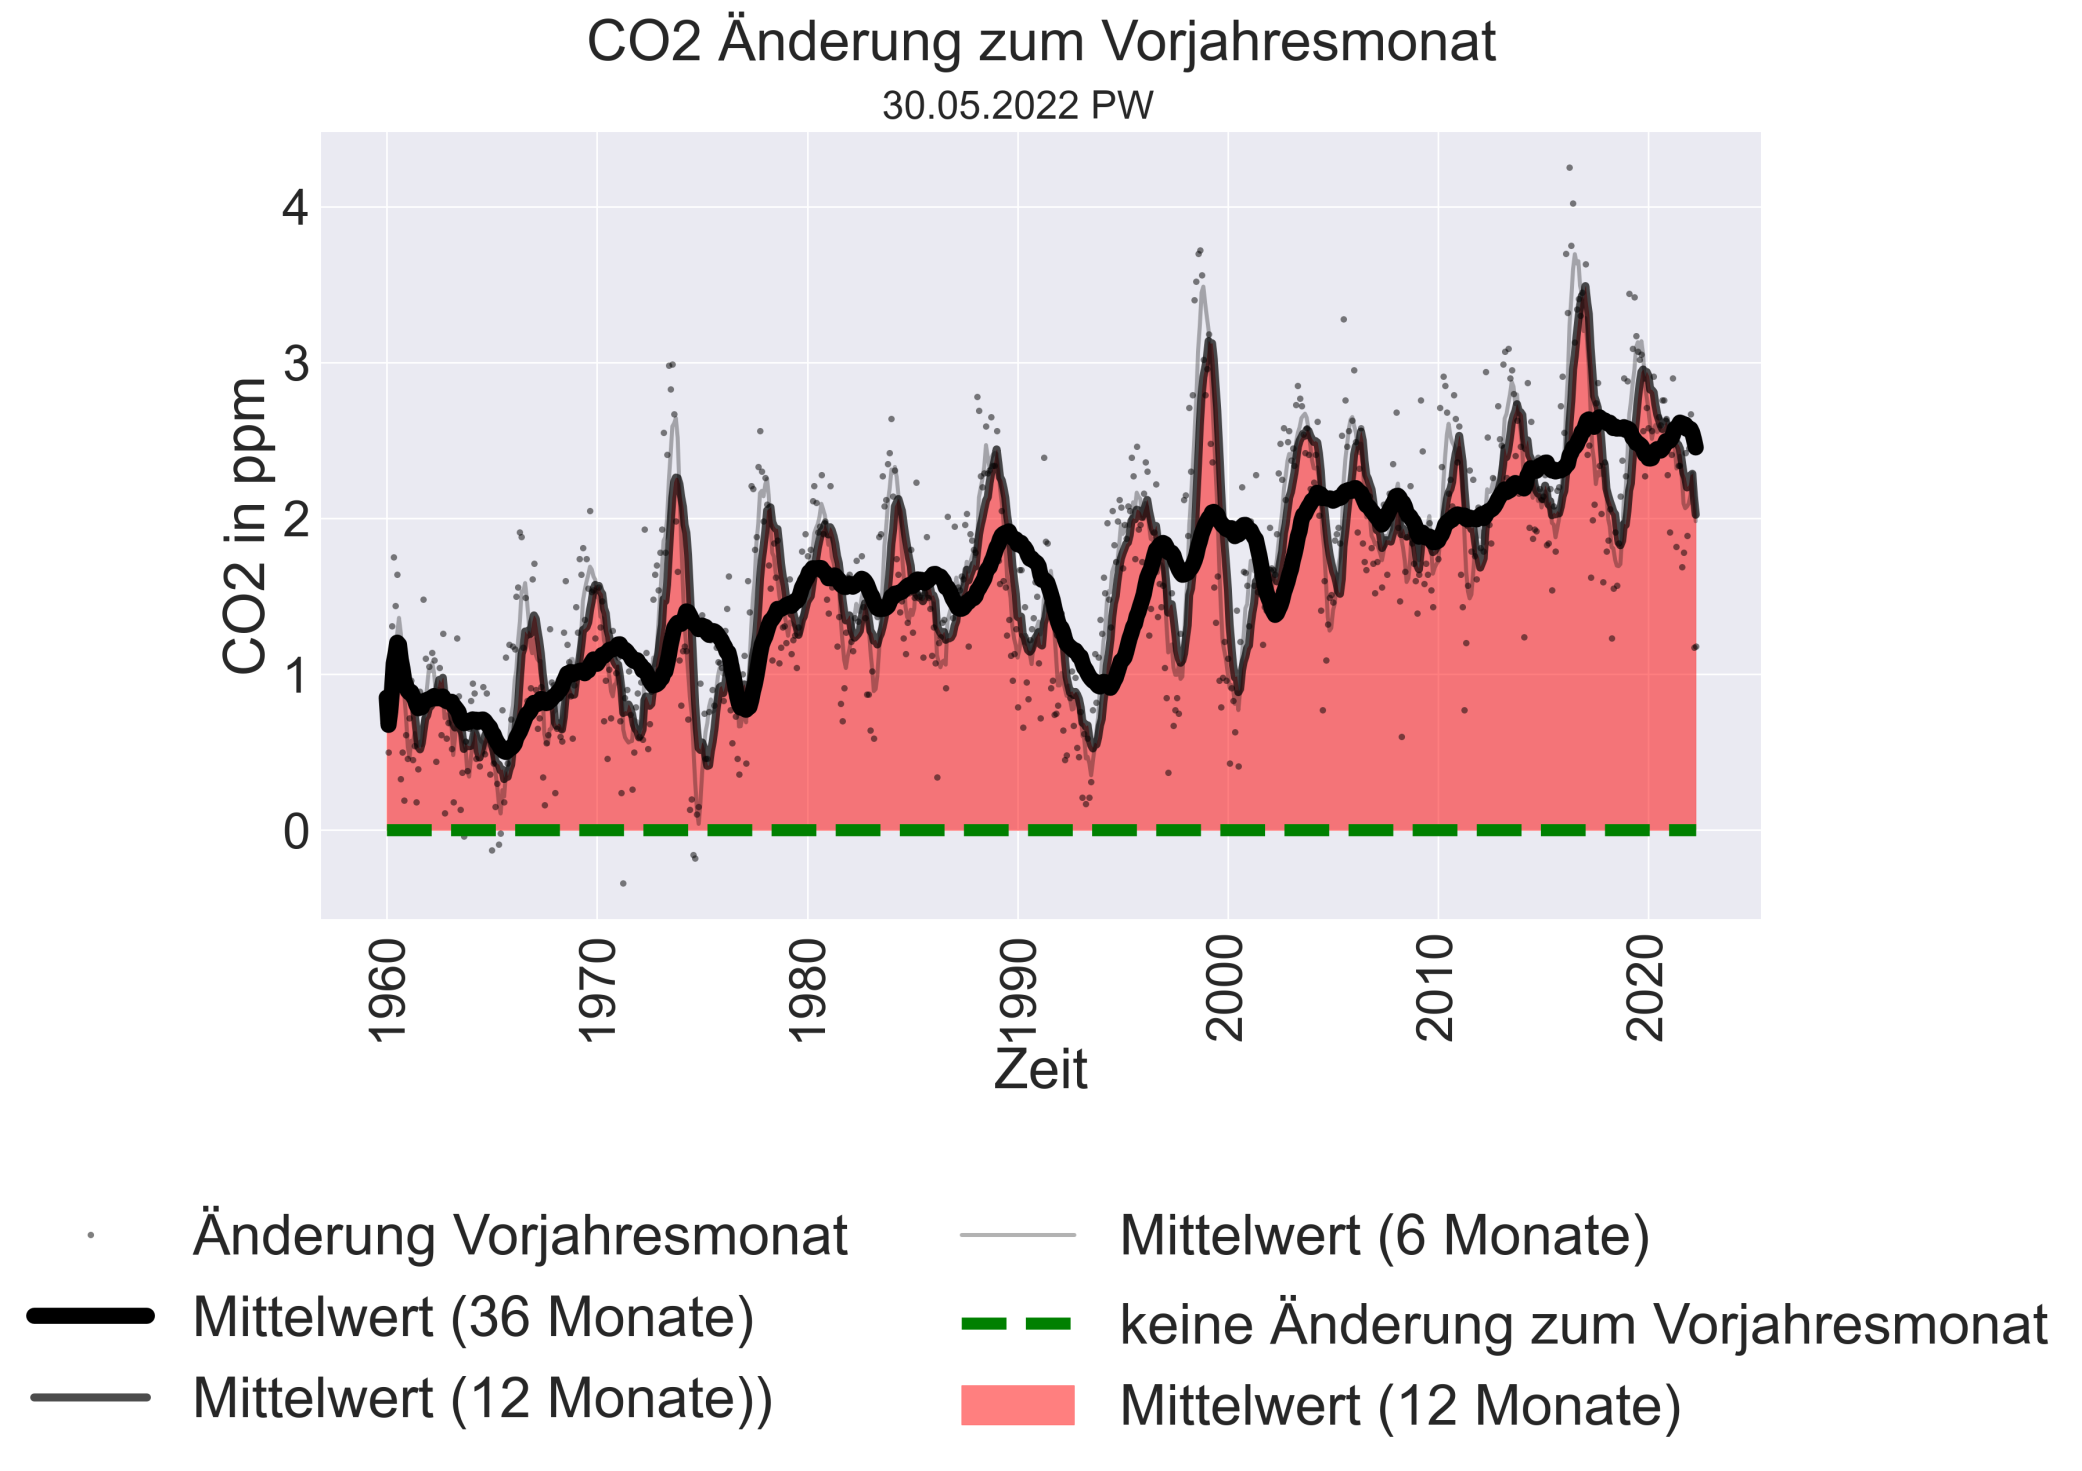 CO2 Änderung zum Vorjahresmonat
30.05.2022 PW
CO2 in ppm
4
3
2
1
0
1960 1970 1980 1990 2000 2010 2020
Zeit
Änderung Vorjahresmonat
Mittelwert (36 Monate)
Mittelwert (12 Monate))
Mittelwert (6 Monate)
keine Änderung zum Vorjahresmonat
Mittelwert (12 Monate)